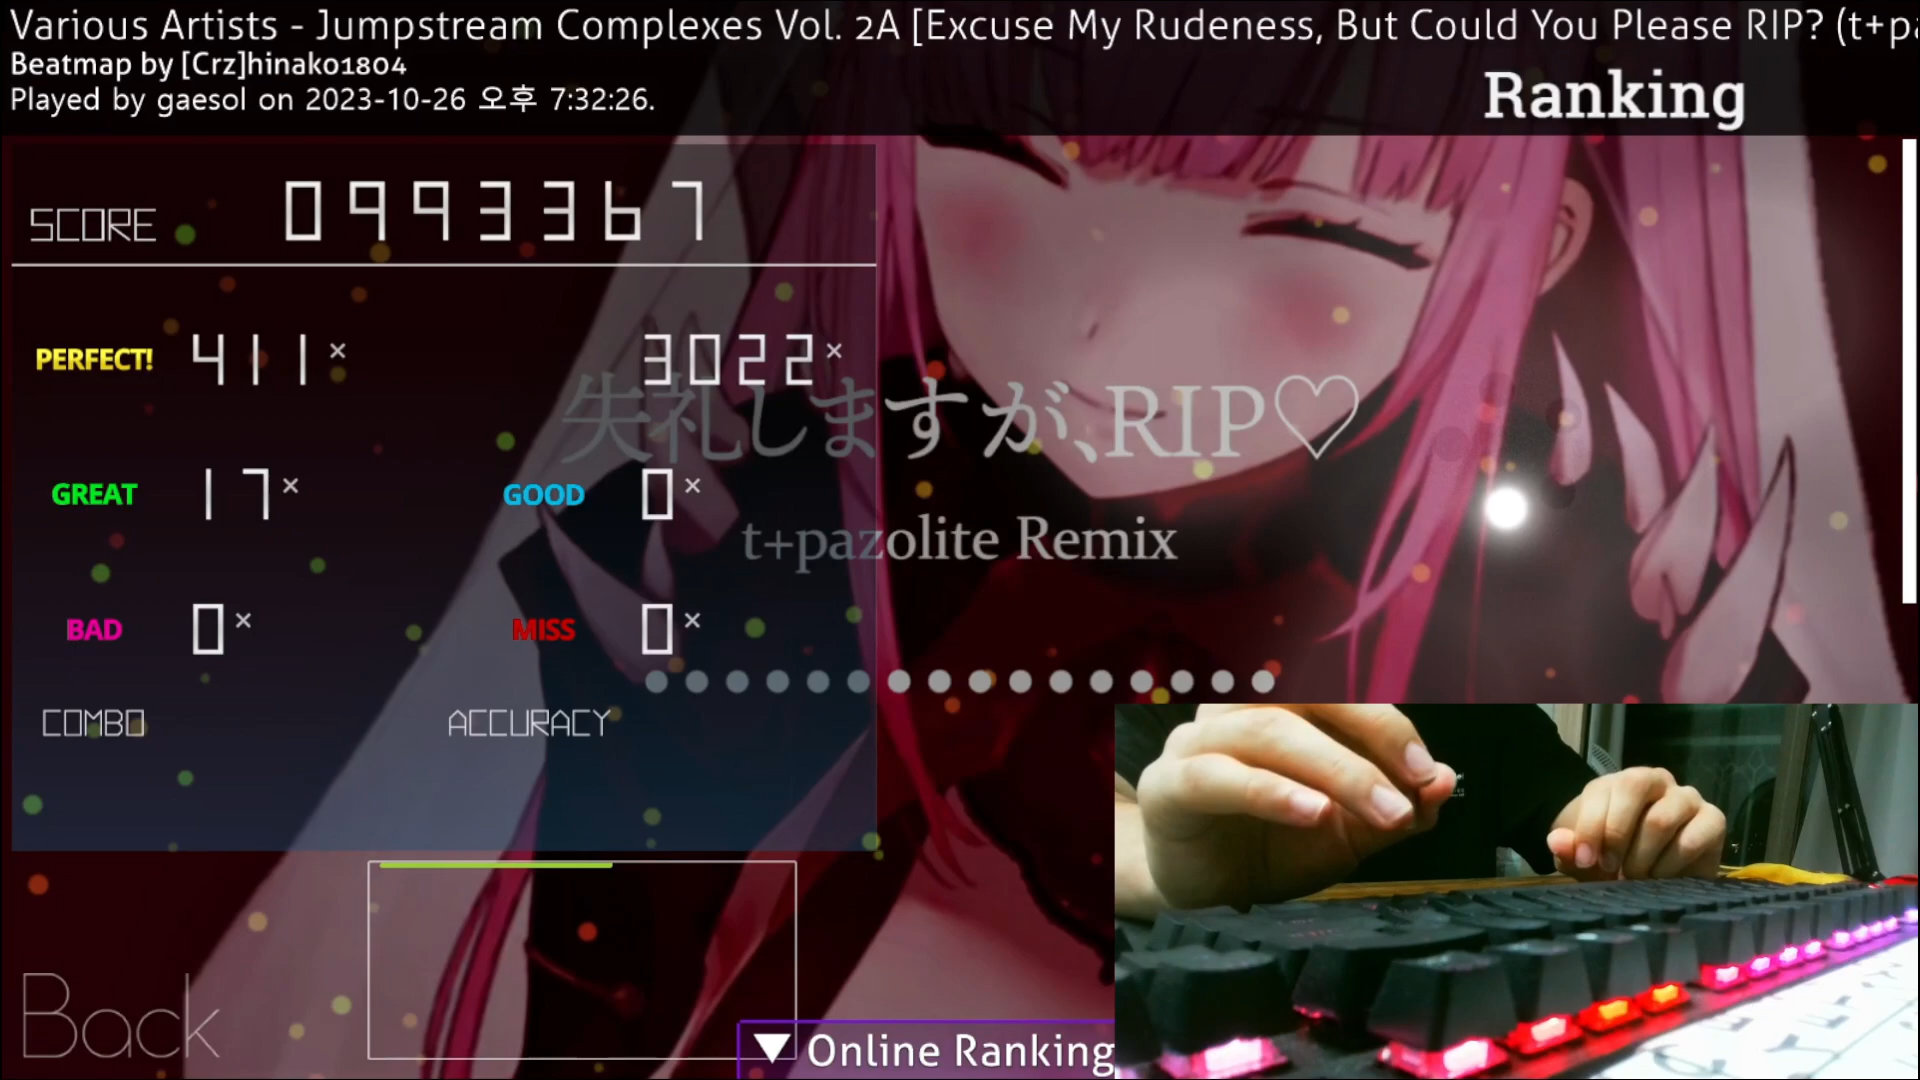 Various Artists - Jumpstream Complexes Vol. 2A [Excuse My Rudeness, But Could You Please RIP? (t+pa
Beatmap by [Crz]hinako1804
Played by gaesol on 2023-10-26 오후 7:32:26.
Ranking
SCORE 0993367
PERFECT! 411× 3022×
失礼しますが、RIP♡
GREAT 17× GOOD 0×
t+pazolite Remix
BAD 0× MISS 0×
COMBO ACCURACY
Back
▼ Online Ranking